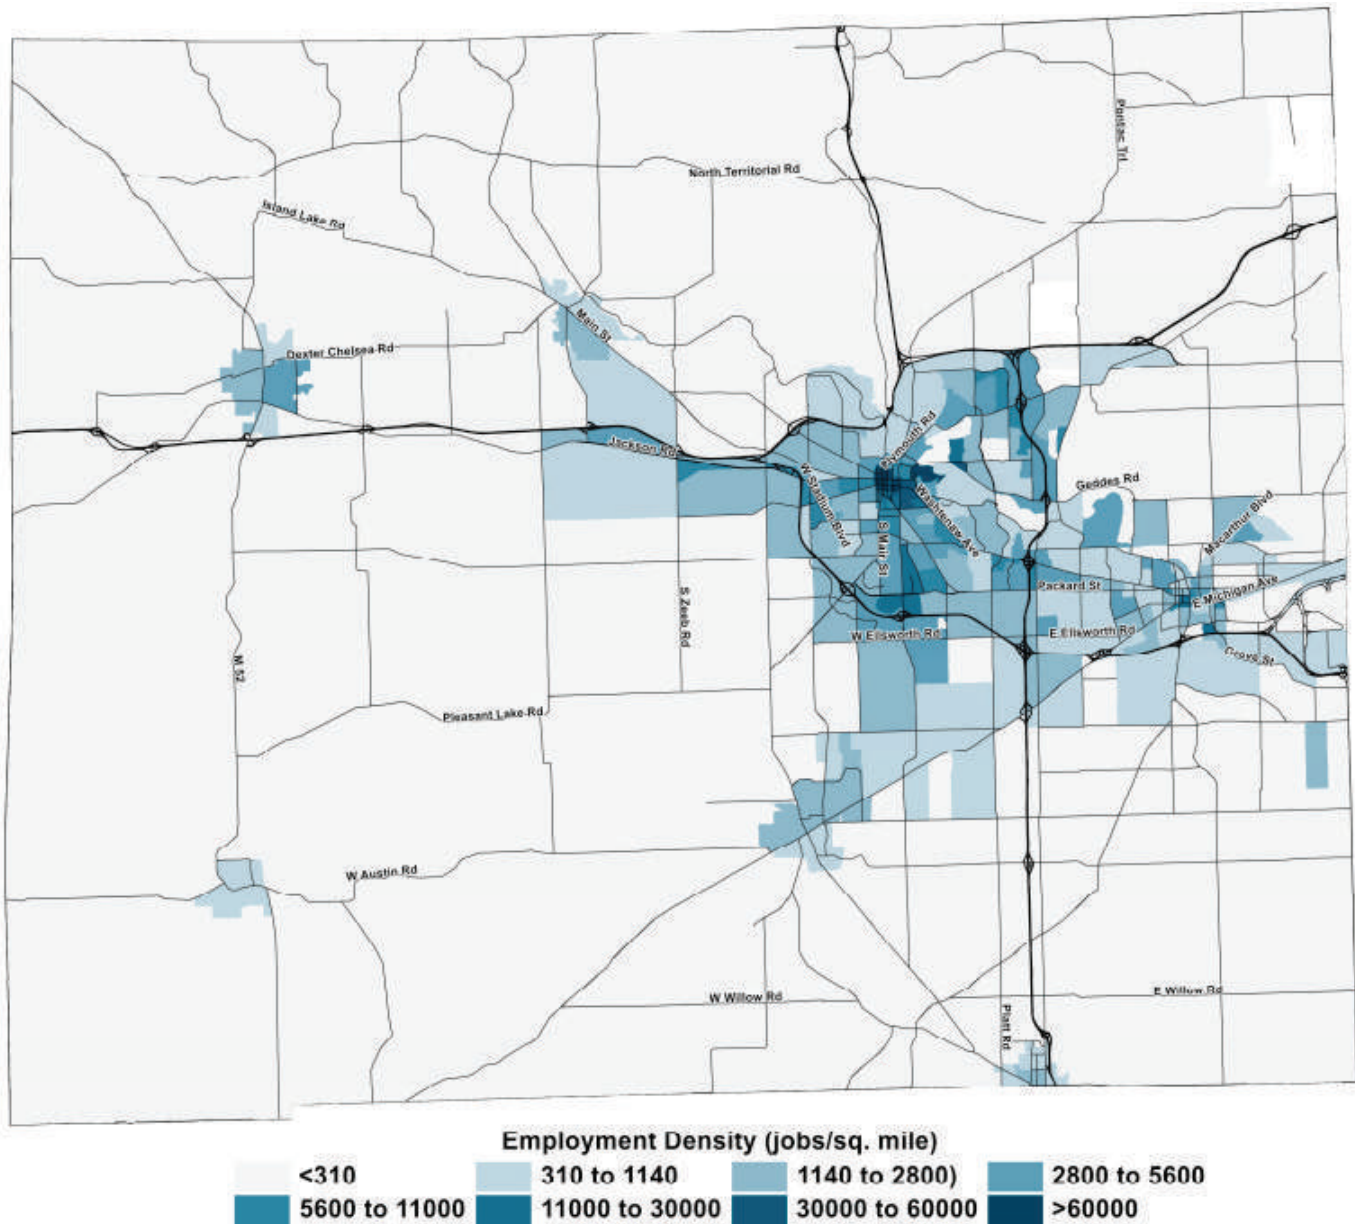 Pontiac Trl
North Territorial Rd
Island Lake Rd
Main St
Dexter Chelsea Rd
Jackson Rd
Plymouth Rd
W Stadium Blvd
Washtenaw Ave
Geddes Rd
Macarthur Blvd
S Main St
Packard St
E Michigan Ave
S Zeeb Rd
W Ellsworth Rd
E Ellsworth Rd
Grove St
M 52
Pleasant Lake Rd
W Austin Rd
W Willow Rd
E Willow Rd
Platt Rd
Employment Density (jobs/sq. mile)
<310 310 to 1140 1140 to 2800) 2800 to 5600
5600 to 11000 11000 to 30000 30000 to 60000 >60000